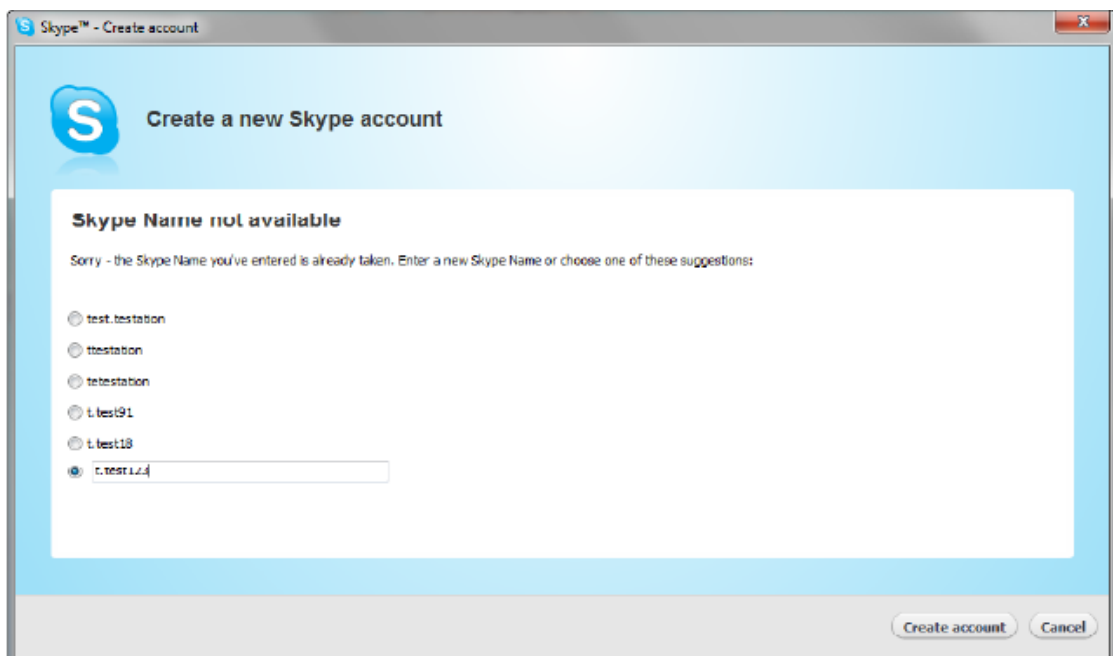 Skype™ - Create account
Create a new Skype account
Skype Name not available
Sorry - the Skype Name you've entered is already taken. Enter a new Skype Name or choose one of these suggestions:
test.testation
ttestation
tetestation
t.test91
t.test18
t.test123
Create account
Cancel